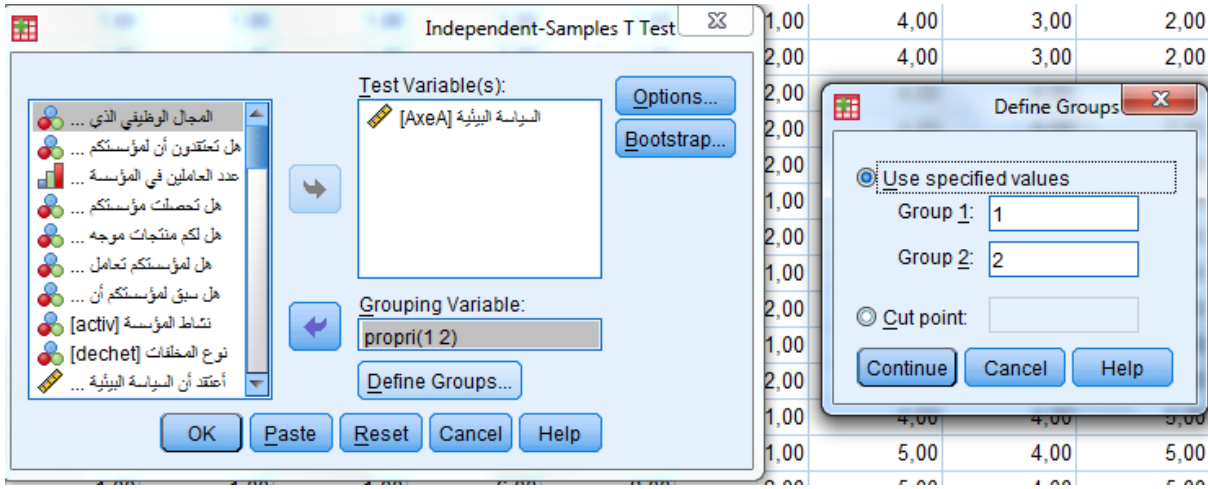 Independent-Samples T Test
Test Variable(s):
السياسة البيئية [AxeA]
Options...
Bootstrap...
المجال الوظيفي الذي ...
هل تعتقدون أن لمؤسستكم ...
عدد العاملين في المؤسسة ...
هل تحصلت مؤسستكم ...
هل لكم منتجات موجه ...
هل لمؤسستكم تعامل ...
هل سبق لمؤسستكم أن ...
نشاط المؤسسة [activ]
نوع المخلفات [dechet]
أعتقد أن السياسة البيئية ...
Grouping Variable:
propri(1 2)
Define Groups...
OK Paste Reset Cancel Help
1,00 4,00 3,00 2,00
2,00 4,00 3,00 2,00
2,00
2,00
2,00
1,00
2,00
1,00
2,00
1,00
2,00
1,00 4,00 4,00 5,00
1,00 5,00 4,00 5,00
Define Groups
Use specified values
Group 1: 1
Group 2: 2
Cut point:
Continue Cancel Help